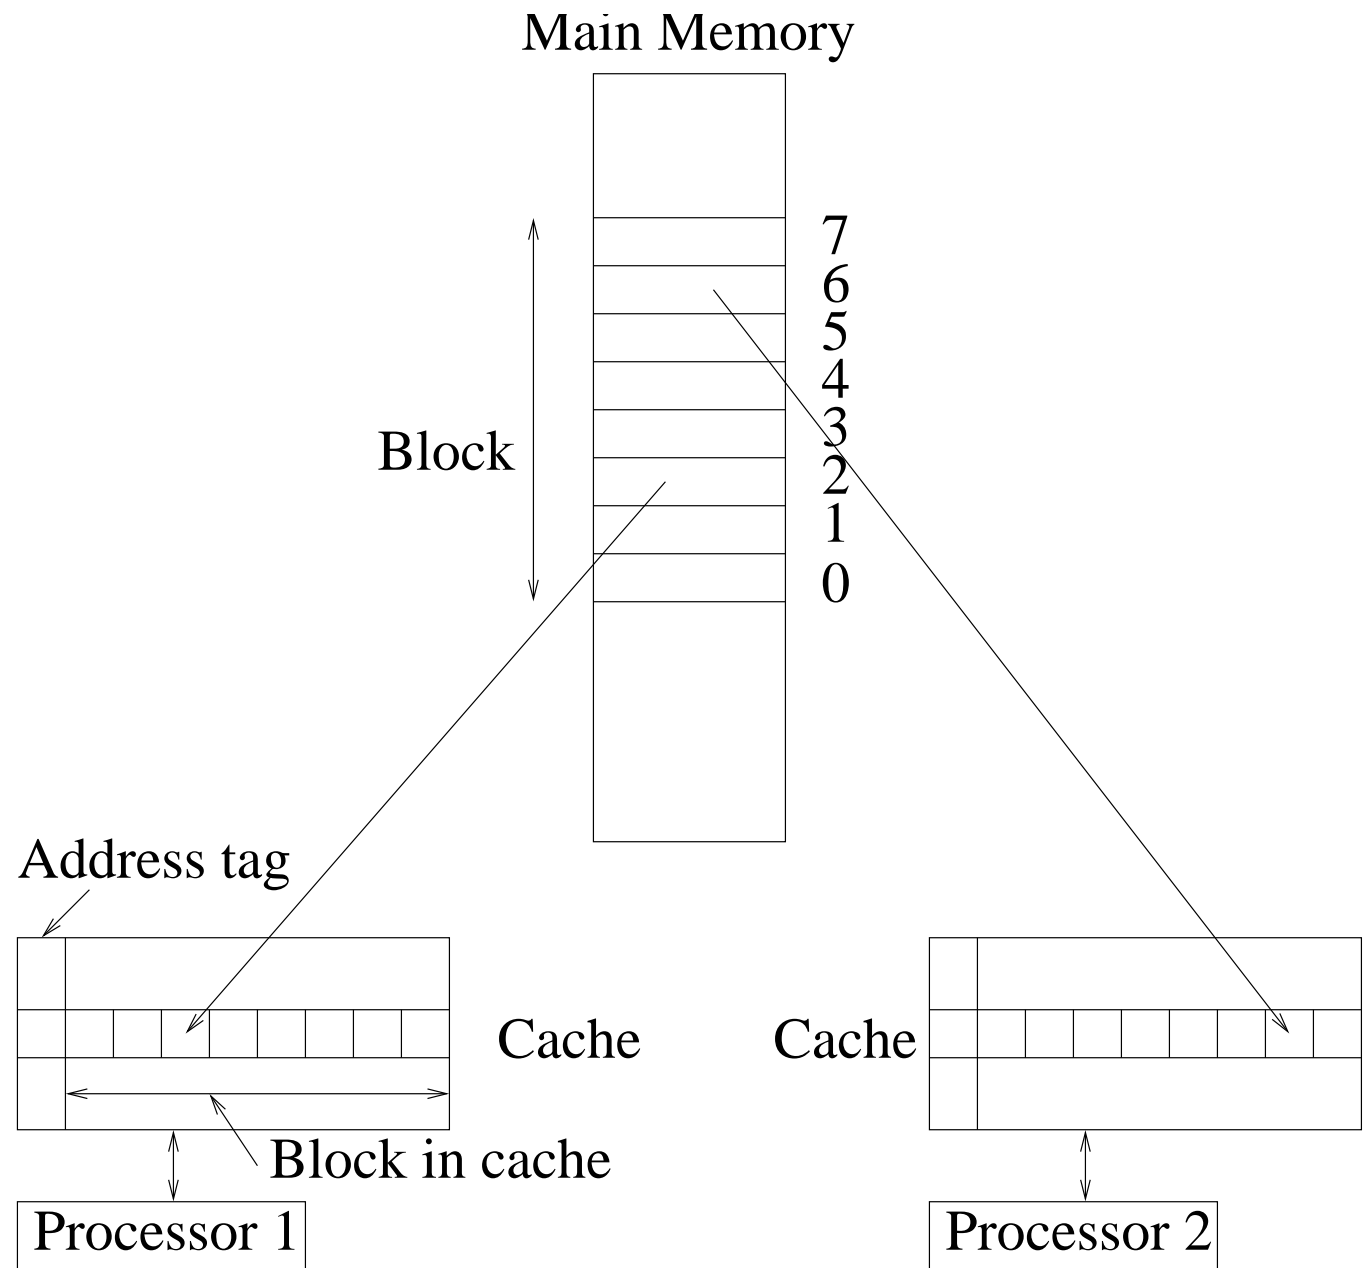 Main Memory
7
6
5
4
3
2
1
0
Block
Address tag
Cache
Cache
Block in cache
Processor 1
Processor 2